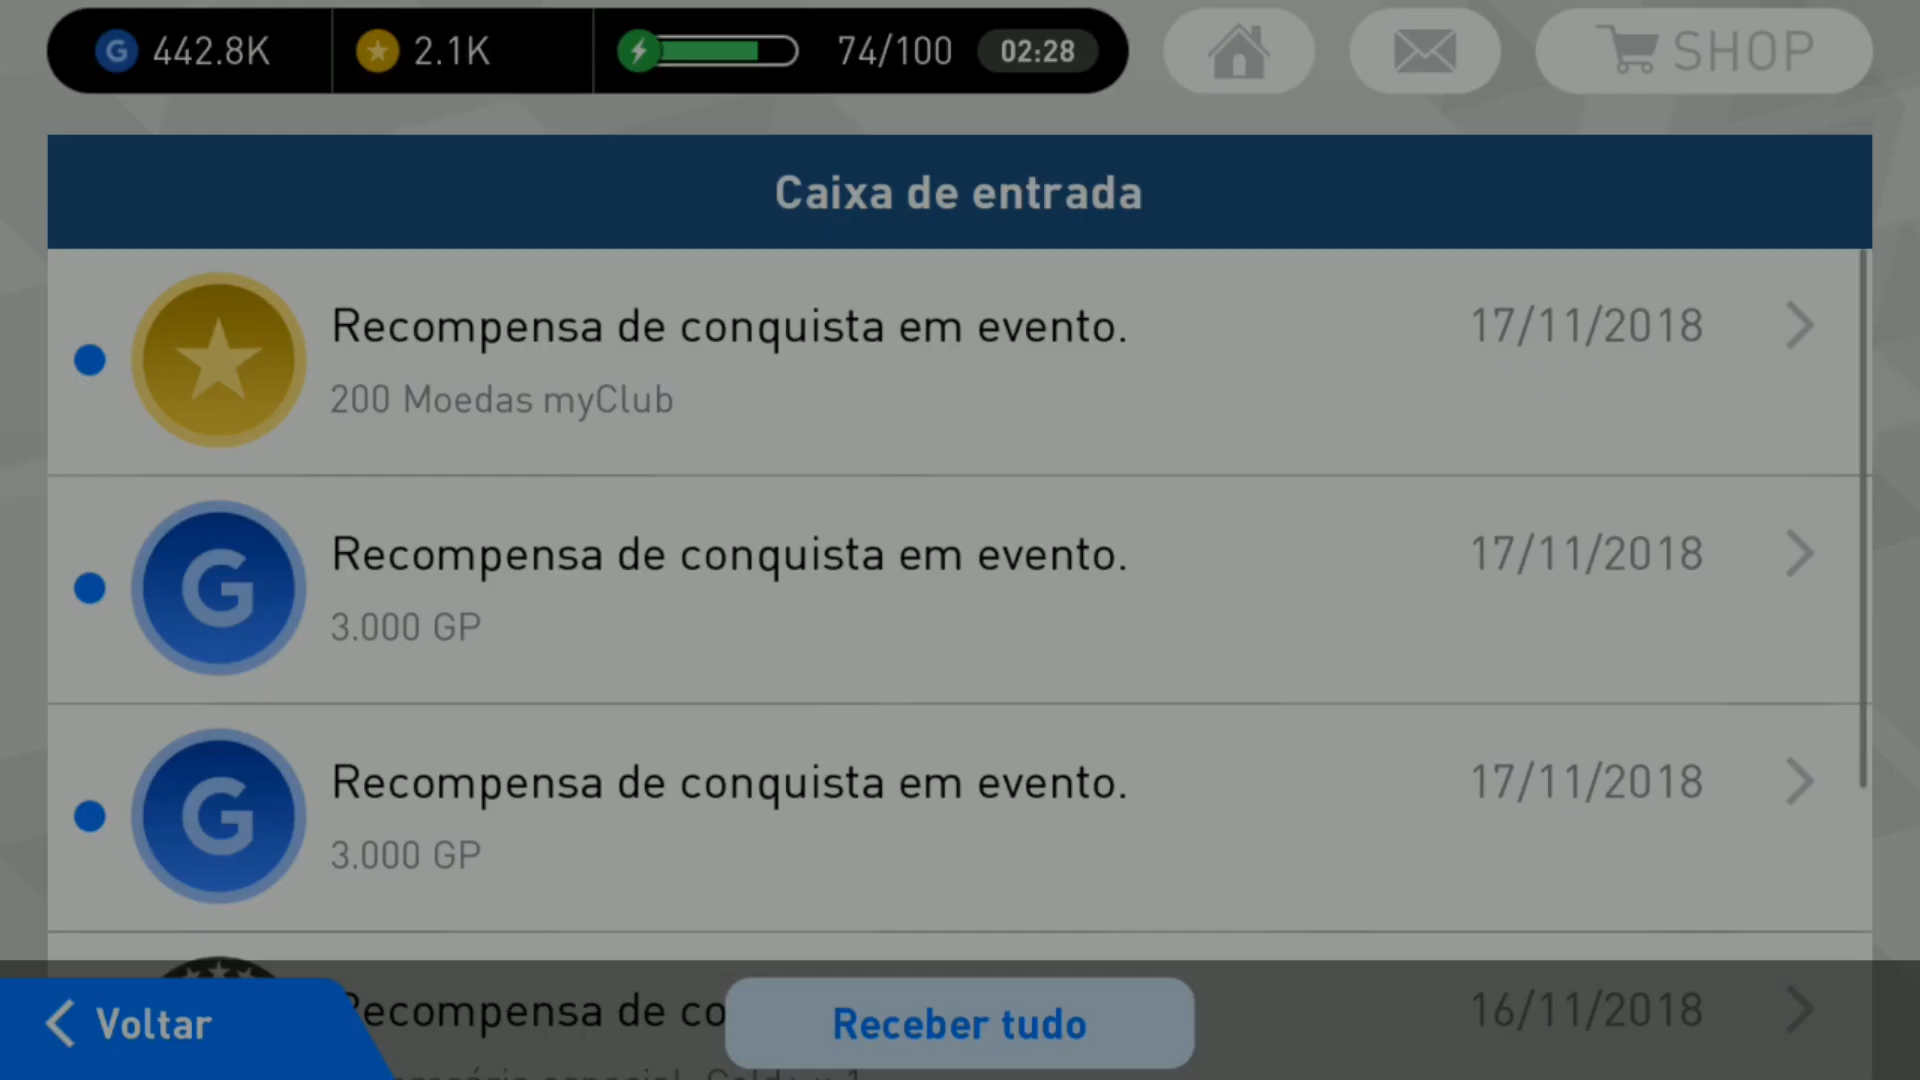 G 442.8K 2.1K 74/100 02:28 SHOP
Caixa de entrada
Recompensa de conquista em evento. 17/11/2018
200 Moedas myClub
G Recompensa de conquista em evento. 17/11/2018
3.000 GP
G Recompensa de conquista em evento. 17/11/2018
3.000 GP
Recompensa de co 16/11/2018
Voltar
Receber tudo